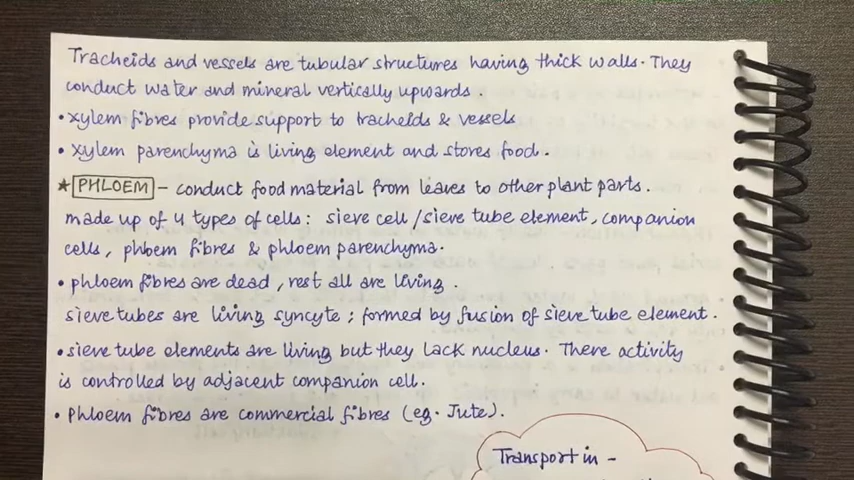 Tracheids and vessels are tubular structures having thick walls. They
conduct water and mineral vertically upwards.
• xylem fibres provide support to tracheids & vessels
• xylem parenchyma is living element and stores food.
★ PHLOEM - conduct food material from leaves to other plant parts.
made up of 4 types of cells: sieve cell/sieve tube element, companion
cells, phloem fibres & phloem parenchyma.
• phloem fibres are dead, rest all are living.
sieve tubes are living syncyte; formed by fusion of sieve tube element.
• sieve tube elements are living but they lack nucleus. There activity
is controlled by adjacent companion cell.
• Phloem fibres are commercial fibres (eg. Jute).
Transport in -